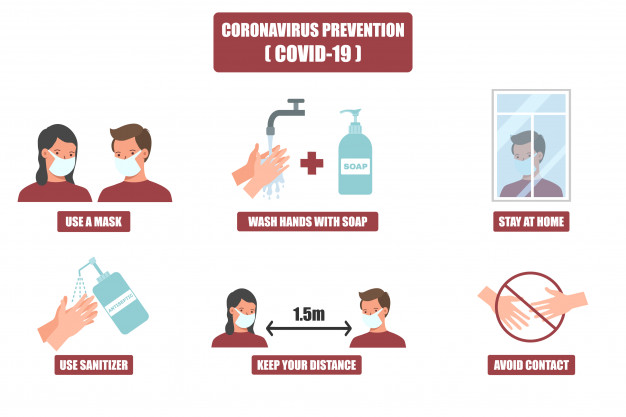 CORONAVIRUS PREVENTION
( COVID-19 )
SOAP
USE A MASK
WASH HANDS WITH SOAP
STAY AT HOME
ANTISEPTIC
1.5m
USE SANITIZER
KEEP YOUR DISTANCE
AVOID CONTACT